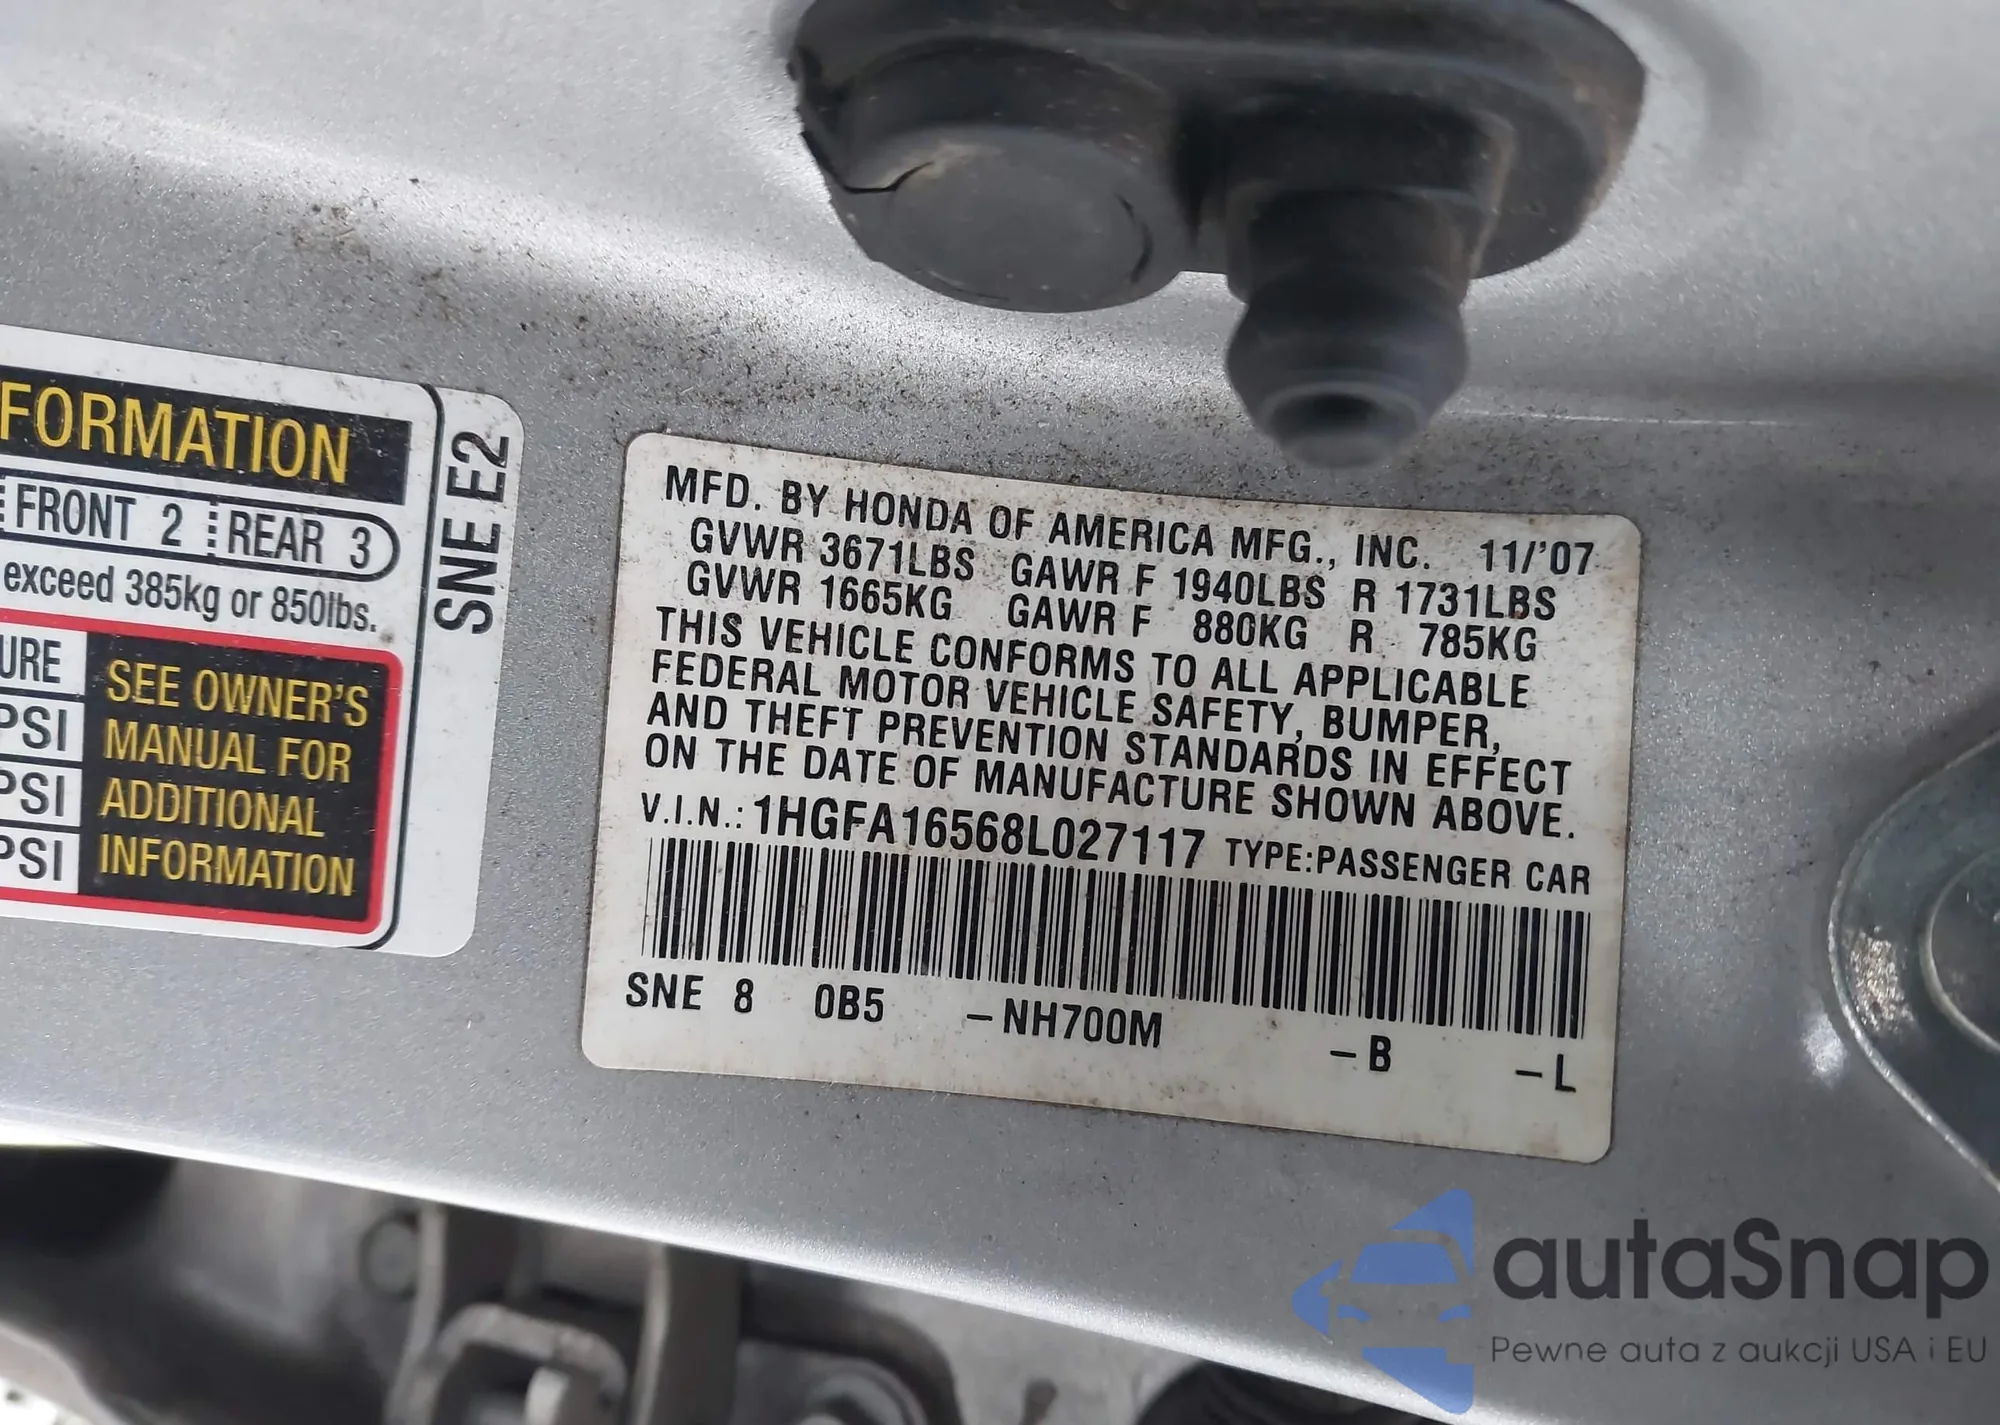 FORMATION
FRONT 2 REAR 3
exceed 385kg or 850lbs.
URE
PSI
PSI
PSI
SEE OWNER'S
MANUAL FOR
ADDITIONAL
INFORMATION
SNE E2
MFD. BY HONDA OF AMERICA MFG., INC. 11/'07
GVWR 3671LBS GAWR F 1940LBS R 1731LBS
GVWR 1665KG GAWR F 880KG R 785KG
THIS VEHICLE CONFORMS TO ALL APPLICABLE
FEDERAL MOTOR VEHICLE SAFETY, BUMPER,
AND THEFT PREVENTION STANDARDS IN EFFECT
ON THE DATE OF MANUFACTURE SHOWN ABOVE.
V.I.N.: 1HGFA16568L027117 TYPE:PASSENGER CAR
SNE 8 0B5 –NH700M –B –L
autaSnap
Pewne auta z aukcji USA i EU